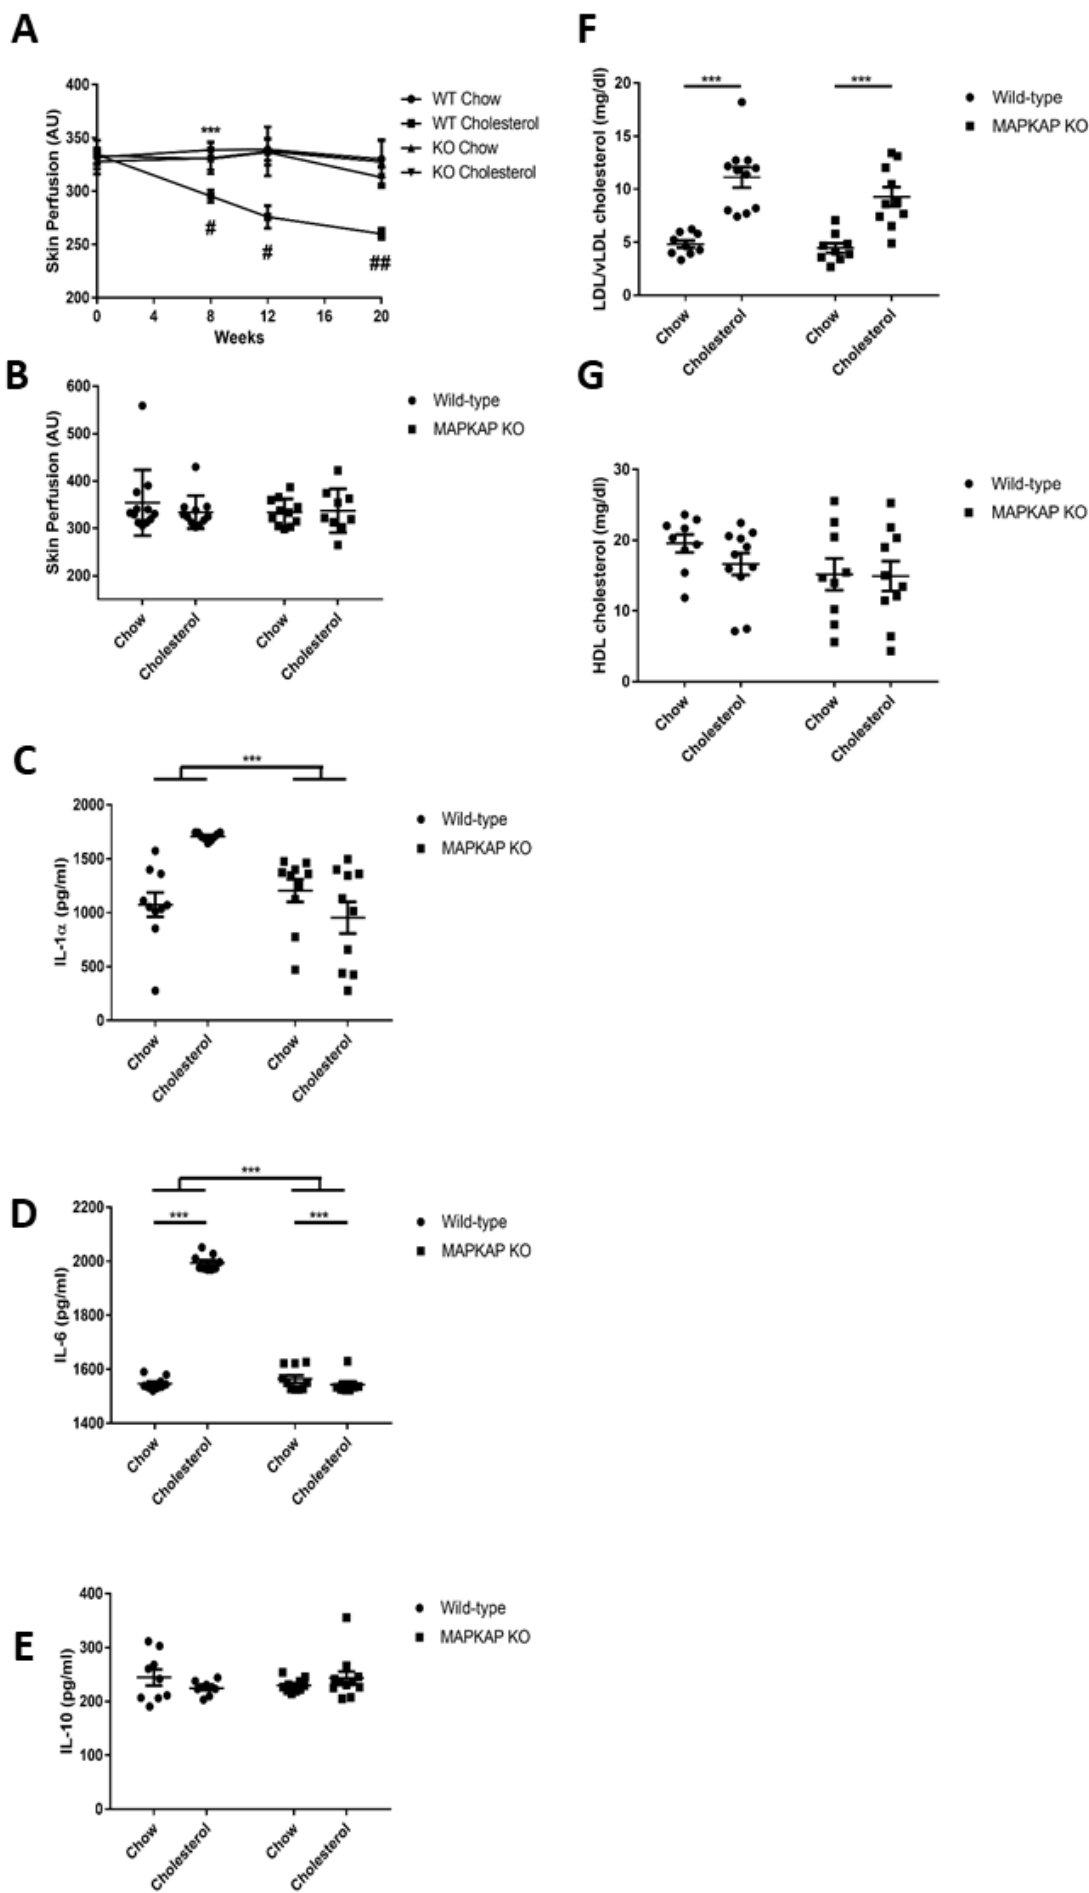 A
Skin Perfusion (AU)
400
350
300
250
200
***
#
#
##
0
4
8
12
16
20
Weeks
WT Chow
WT Cholesterol
KO Chow
KO Cholesterol
F
LDL/vLDL cholesterol (mg/dl)
20
15
10
5
0
***
***
Chow
Cholesterol
Chow
Cholesterol
Wild-type
MAPKAP KO
B
Skin Perfusion (AU)
600
500
400
300
200
Chow
Cholesterol
Chow
Cholesterol
Wild-type
MAPKAP KO
G
HDL cholesterol (mg/dl)
30
20
10
0
Chow
Cholesterol
Chow
Cholesterol
Wild-type
MAPKAP KO
C
IL-1α (pg/ml)
***
2000
1500
1000
500
0
Chow
Cholesterol
Chow
Cholesterol
Wild-type
MAPKAP KO
D
IL-6 (pg/ml)
***
***
***
2200
2000
1800
1600
1400
Chow
Cholesterol
Chow
Cholesterol
Wild-type
MAPKAP KO
E
IL-10 (pg/ml)
400
300
200
100
0
Chow
Cholesterol
Chow
Cholesterol
Wild-type
MAPKAP KO